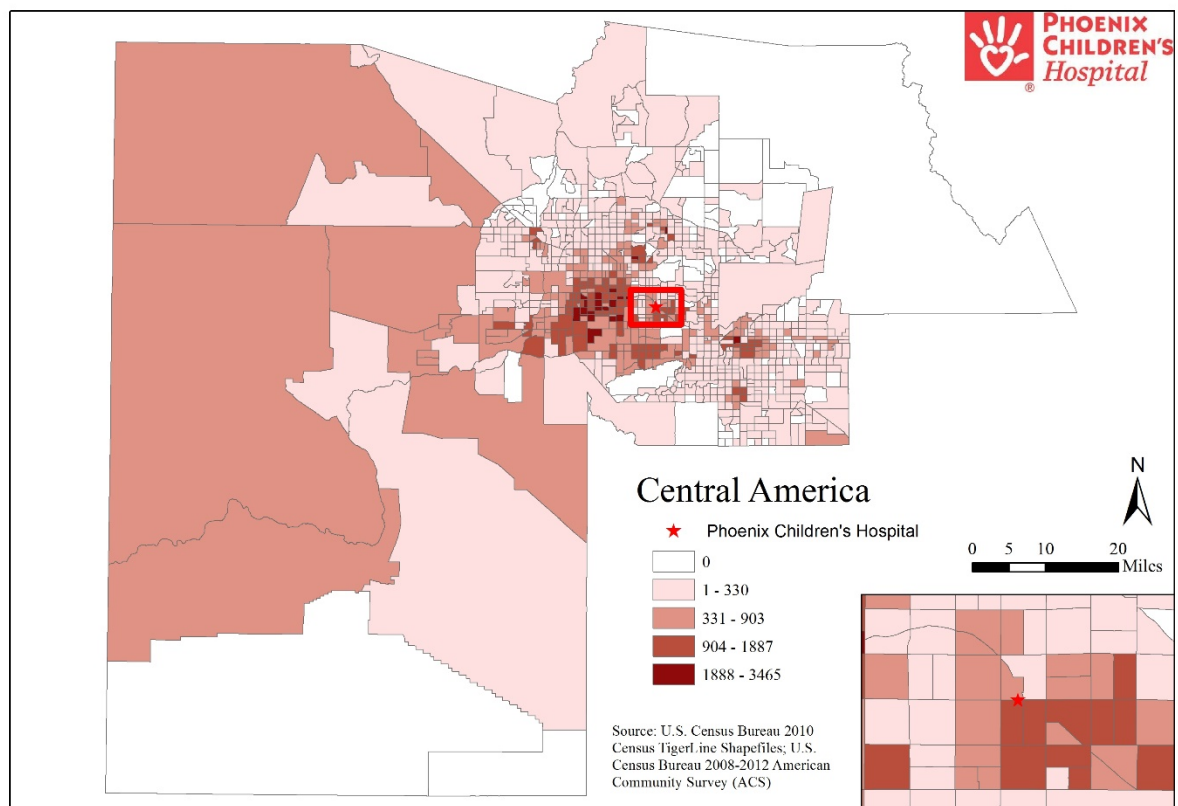 PHOENIX
CHILDREN'S
Hospital
®
N
Central America
Phoenix Children's Hospital
0
1 - 330
331 - 903
904 - 1887
1888 - 3465
0 5 10 20
Miles
Source: U.S. Census Bureau 2010
Census TigerLine Shapefiles; U.S.
Census Bureau 2008-2012 American
Community Survey (ACS)